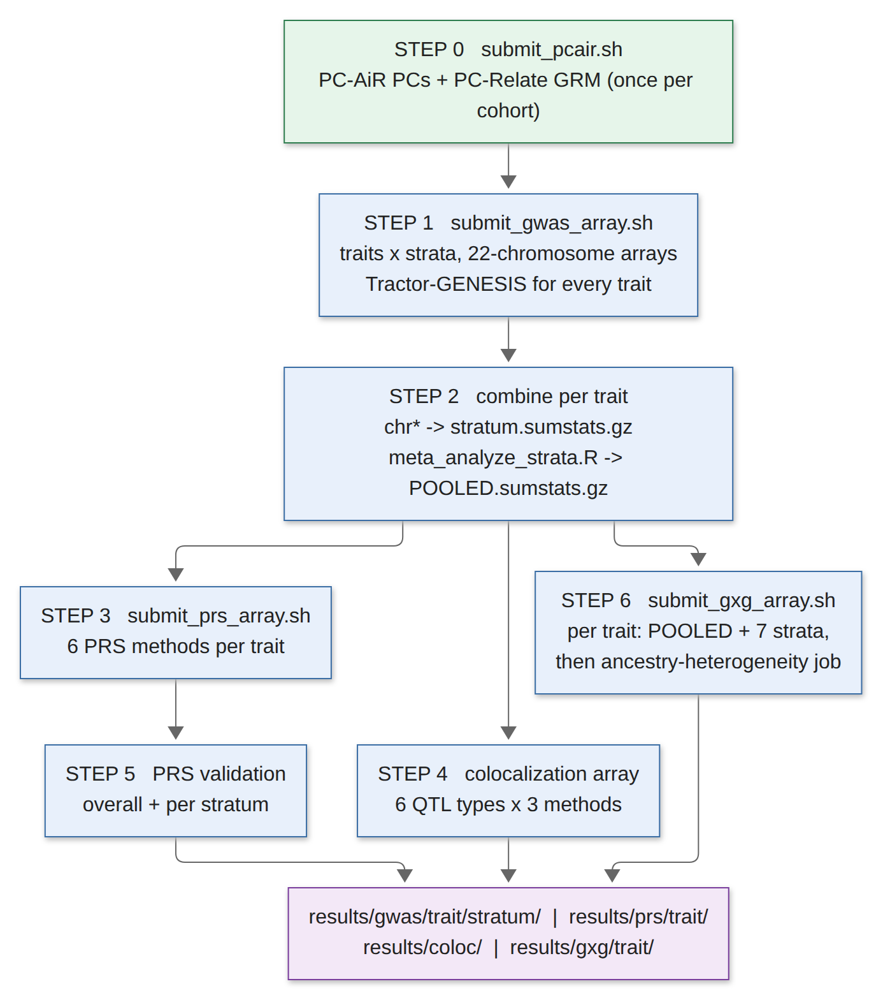 STEP 0   submit_pcair.sh
PC-AiR PCs + PC-Relate GRM (once per
cohort)
STEP 1   submit_gwas_array.sh
traits x strata, 22-chromosome arrays
Tractor-GENESIS for every trait
STEP 2   combine per trait
chr* -> stratum.sumstats.gz
meta_analyze_strata.R ->
POOLED.sumstats.gz
STEP 3   submit_prs_array.sh
6 PRS methods per trait
STEP 6   submit_gxg_array.sh
per trait: POOLED + 7 strata,
then ancestry-heterogeneity job
STEP 5   PRS validation
overall + per stratum
STEP 4   colocalization array
6 QTL types x 3 methods
results/gwas/trait/stratum/  |  results/prs/trait/
results/coloc/  |  results/gxg/trait/